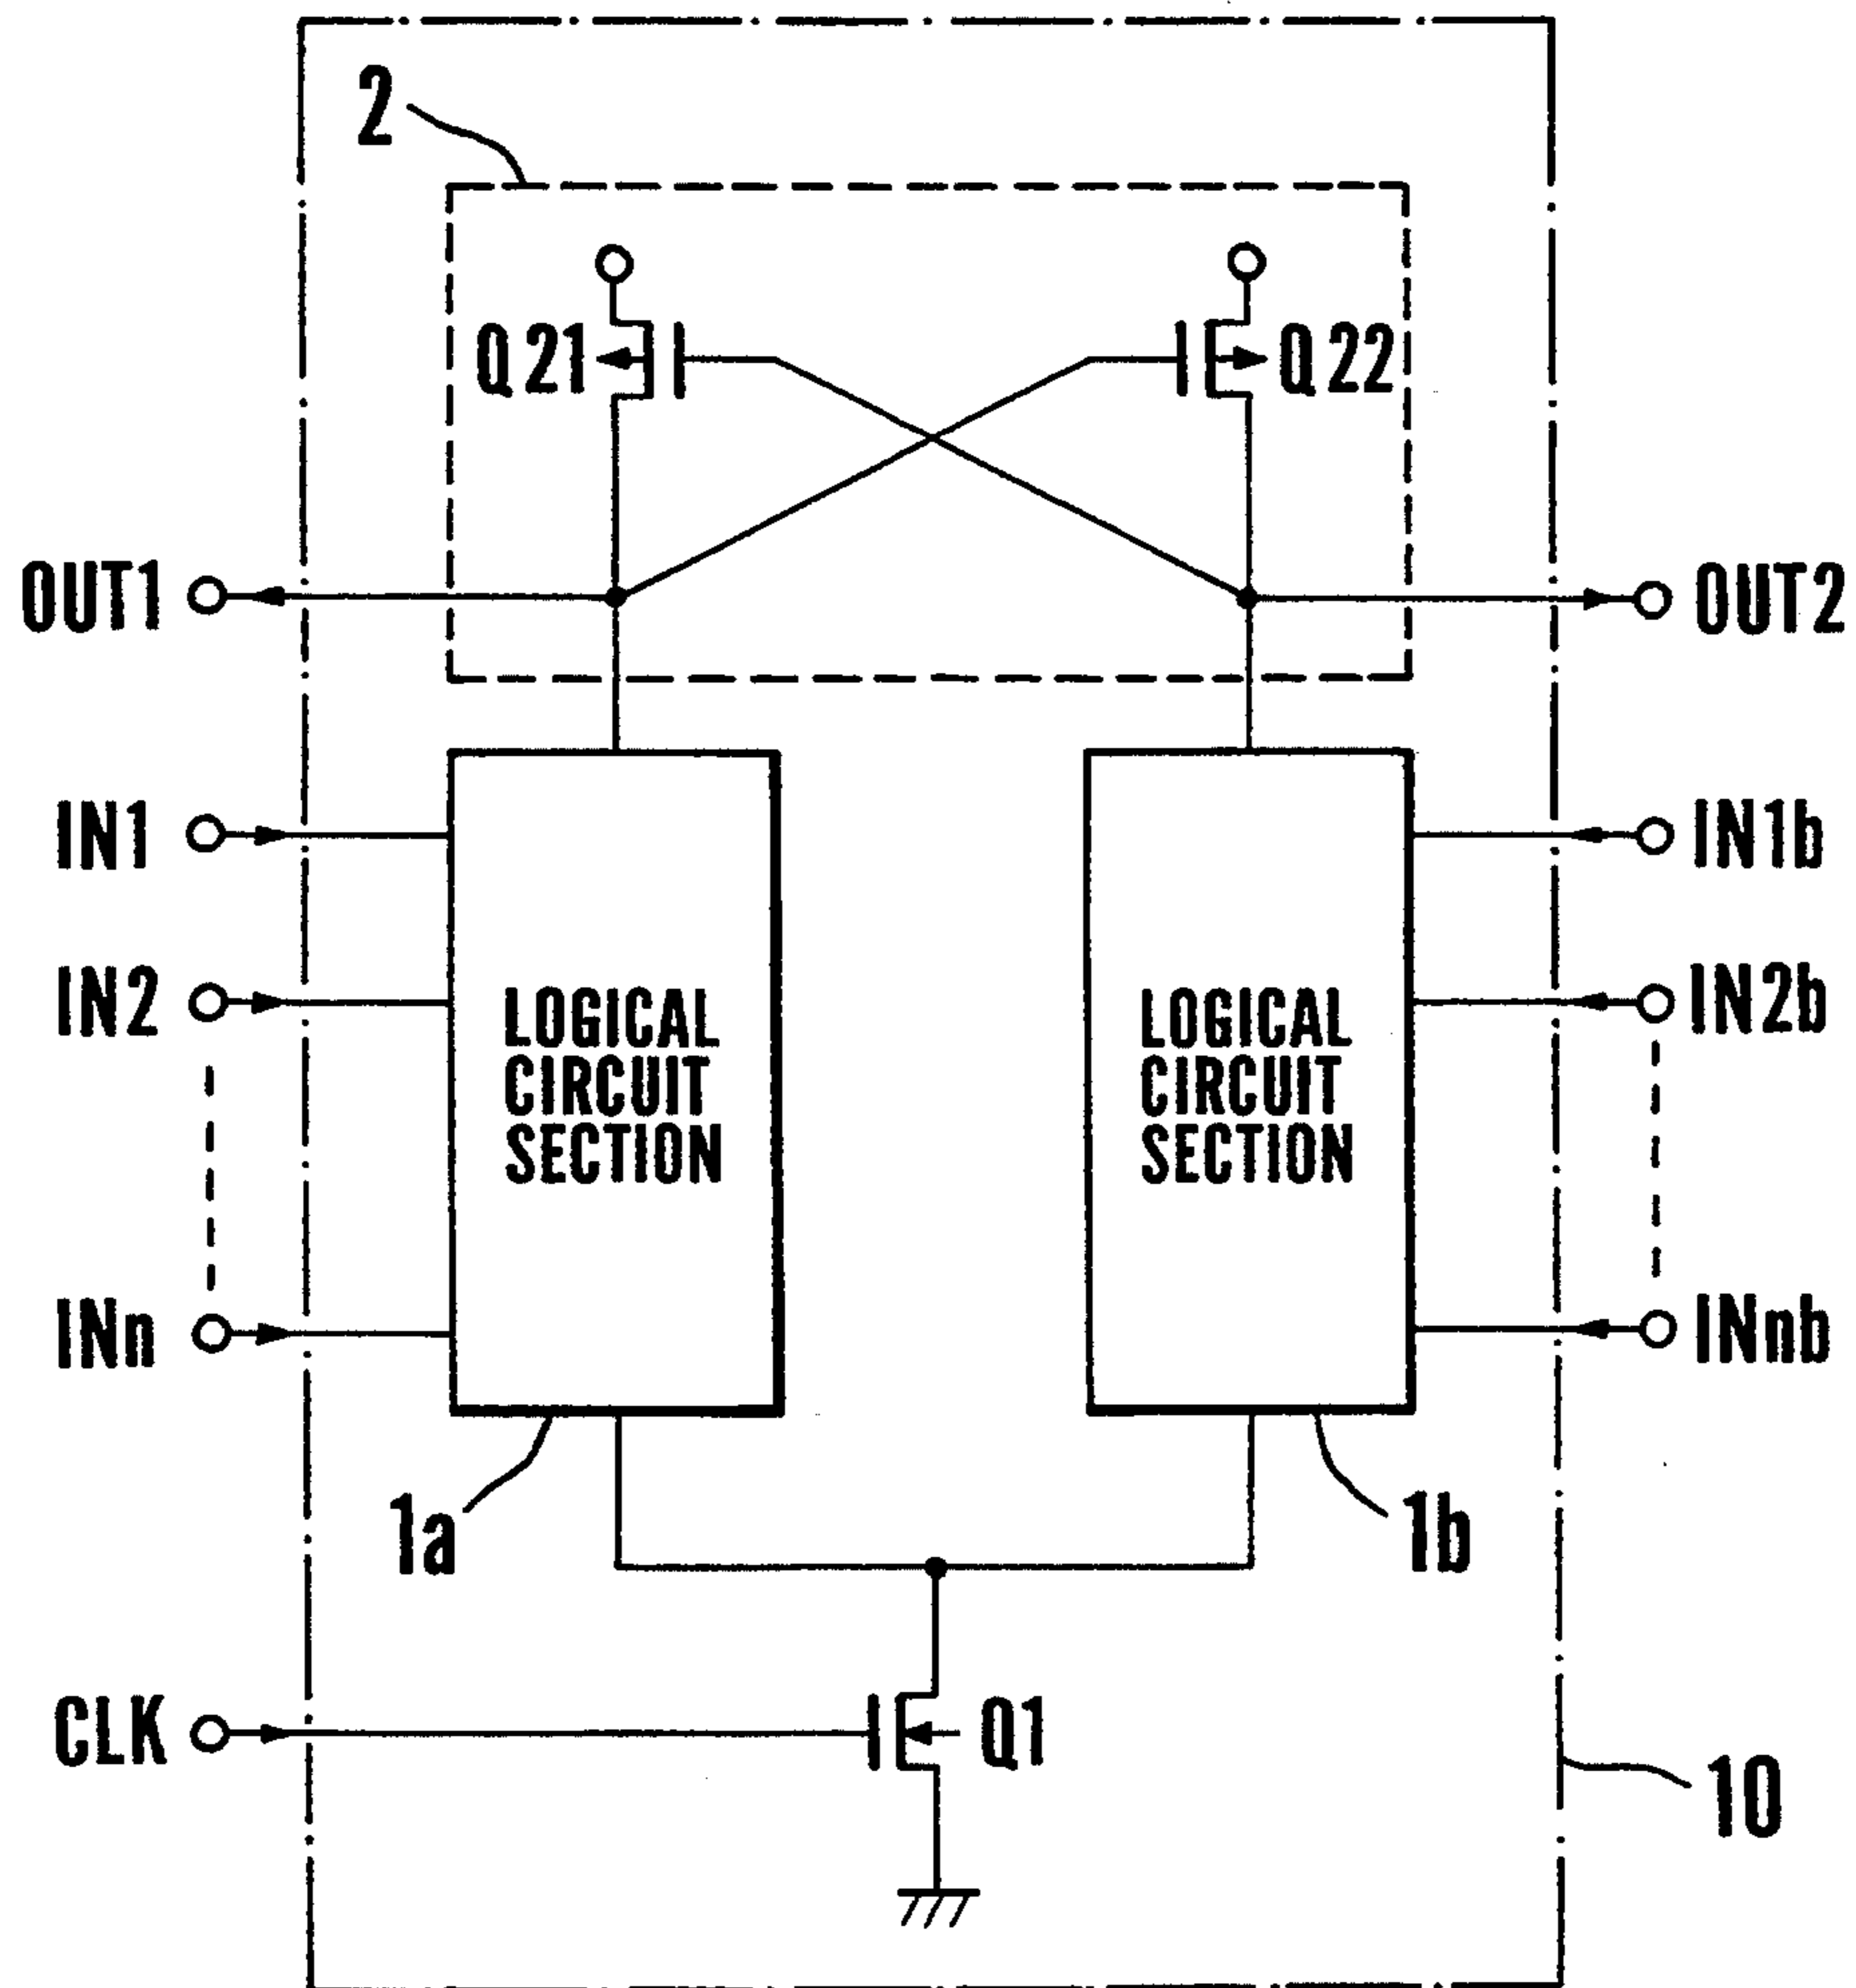 2
Q21
Q22
OUT1
OUT2
IN1
IN1b
IN2
IN2b
LOGICAL
CIRCUIT
SECTION
LOGICAL
CIRCUIT
SECTION
INn
INnb
1a
1b
CLK
Q1
10